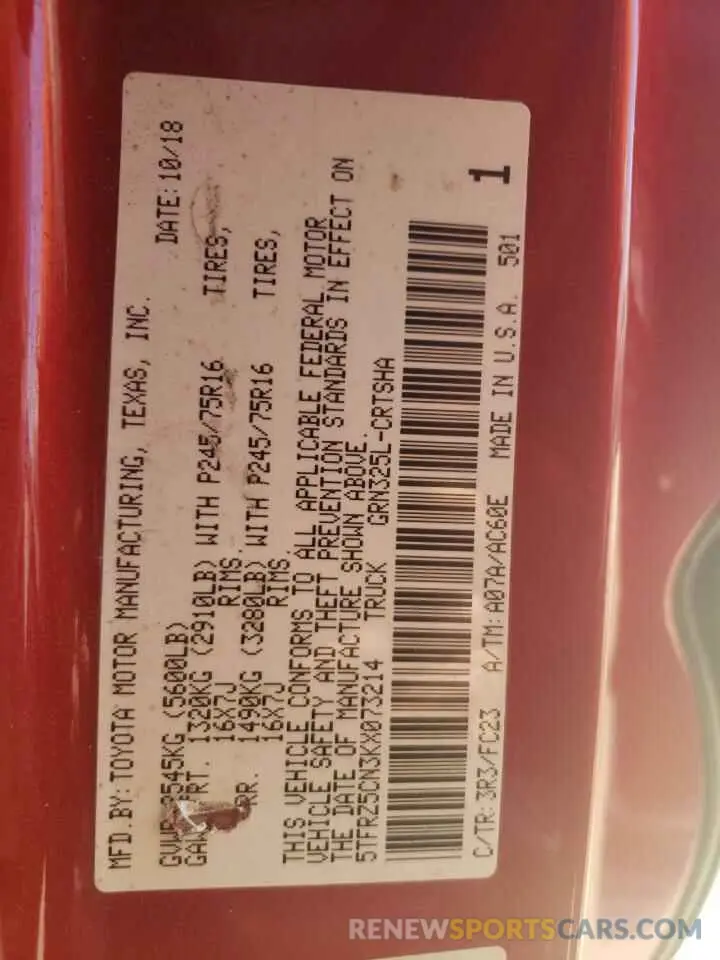 MFD.BY:TOYOTA MOTOR MANUFACTURING, TEXAS, INC.
DATE:10/18
GVWR 2545KG (5600LB)
GAWR FRT. 1320KG (2910LB) WITH P245/75R16 TIRES,
16X7J RIMS.
RR. 1490KG (3280LB) WITH P245/75R16 TIRES,
16X7J RIMS.
THIS VEHICLE CONFORMS TO ALL APPLICABLE FEDERAL MOTOR
VEHICLE SAFETY AND THEFT PREVENTION STANDARDS IN EFFECT ON
THE DATE OF MANUFACTURE SHOWN ABOVE.
5TFRZ5CN3KX073214 TRUCK GRN325L-CRTSHA
1
C/TR:3R3/FC23 A/TM:A07A/AC60E MADE IN U.S.A. 501
RENEWSPORTSCARS.COM